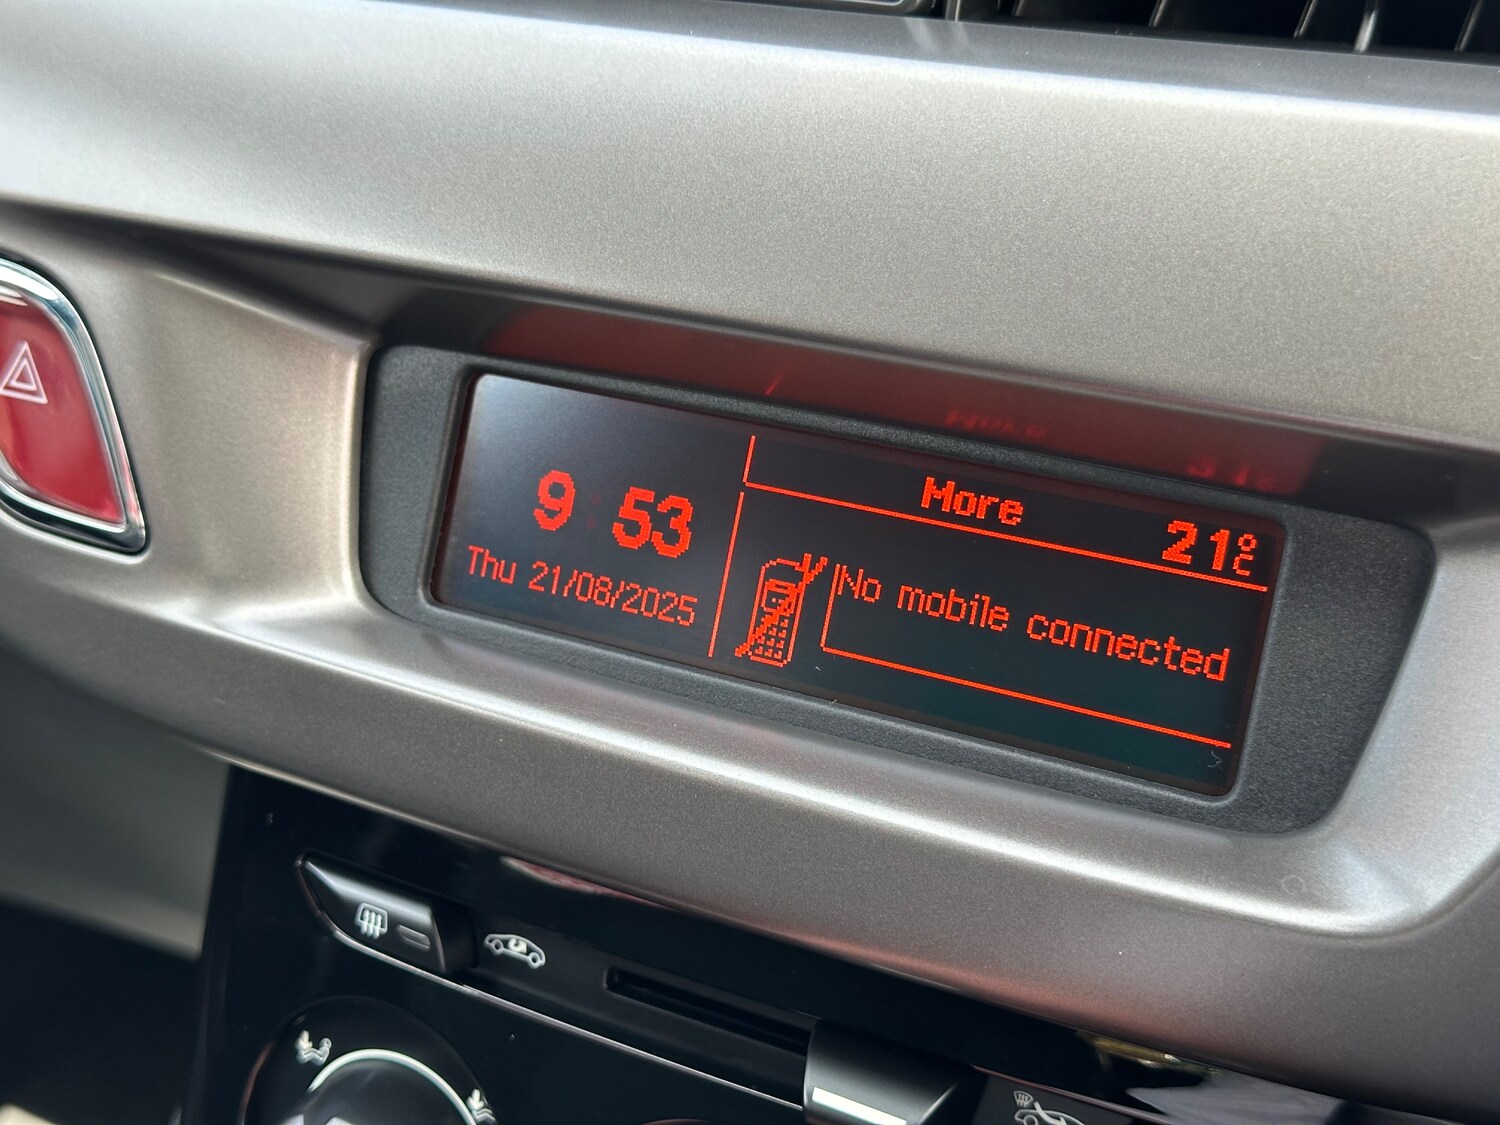 9 53
Thu 21/08/2025
More
21°C
No mobile connected